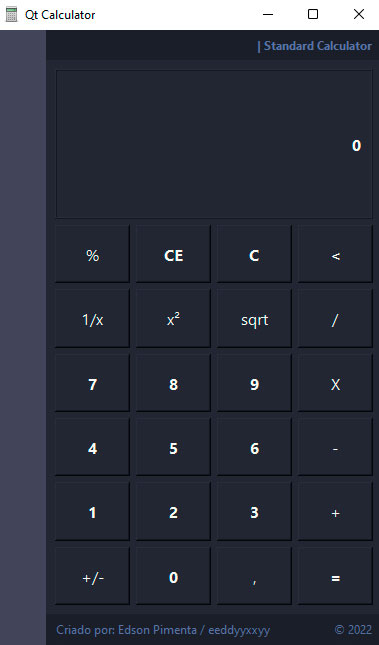 Qt Calculator
| Standard Calculator
0
% CE C <
1/x x² sqrt /
7 8 9 X
4 5 6 -
1 2 3 +
+/- 0 , =
Criado por: Edson Pimenta / eeddyyxxyy © 2022